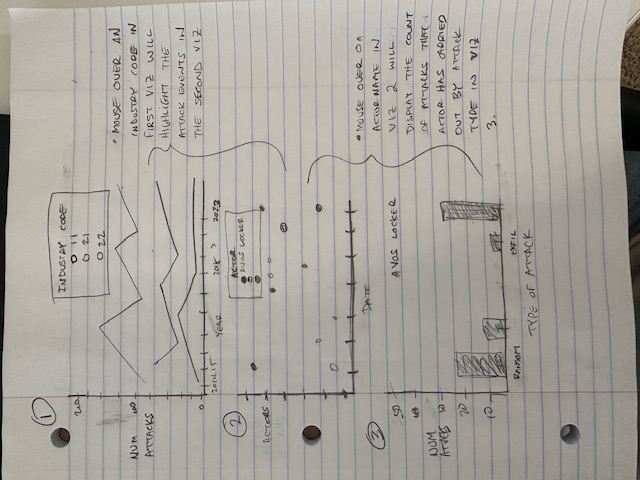 1
INDUSTRY CODE
11
21
22
200
NUM
ATTACKS
100
0
2014 15
YEAR
2018
?
2023
• MOUSE OVER AN
INDUSTRY CODE IN
FIRST VIZ WILL
HIGHLIGHT THE
ATTACK EVENTS IN
THE SECOND VIZ
2
ACTOR
AVOS LOCKER
ACTORS
DATE
• MOUSE OVER ON
ACTOR NAME IN
VIZ 2 WILL
DISPLAY THE COUNT
OF ATTACKS THAT
ACTOR HAS CARRIED
OUT BY ATTACK
TYPE IN VIZ
3.
3
AVOS LOCKER
50
40
NUM
ATTACKS
30
20
10
RANSOM
EXFIL
TYPE OF ATTACK